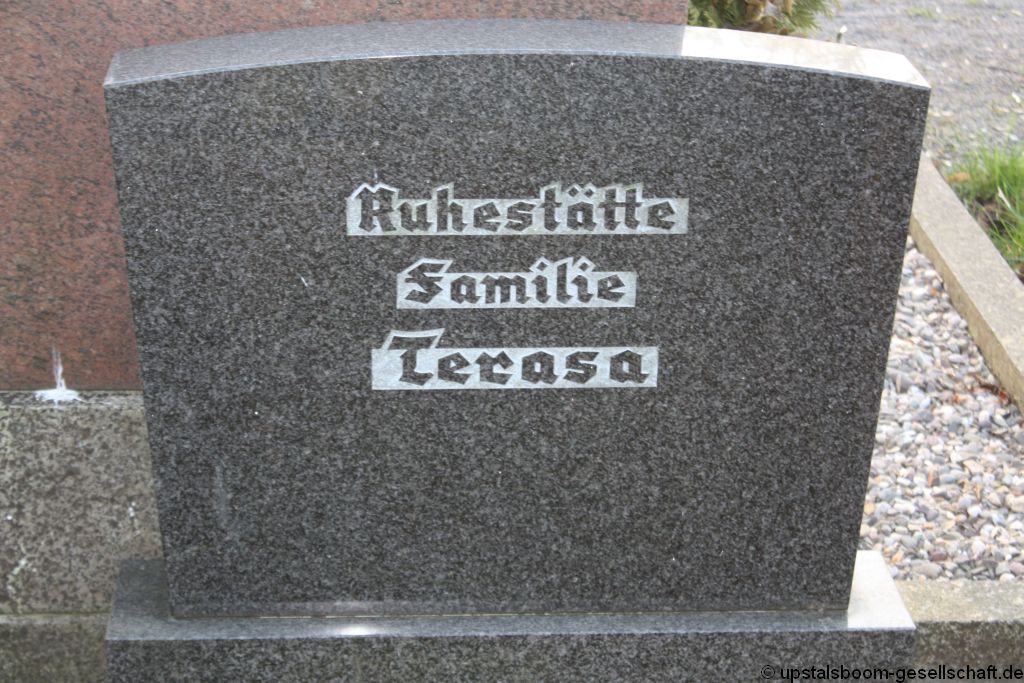 Ruhestätte
Familie
Terasa
© upstalsboom-gesellschaft.de